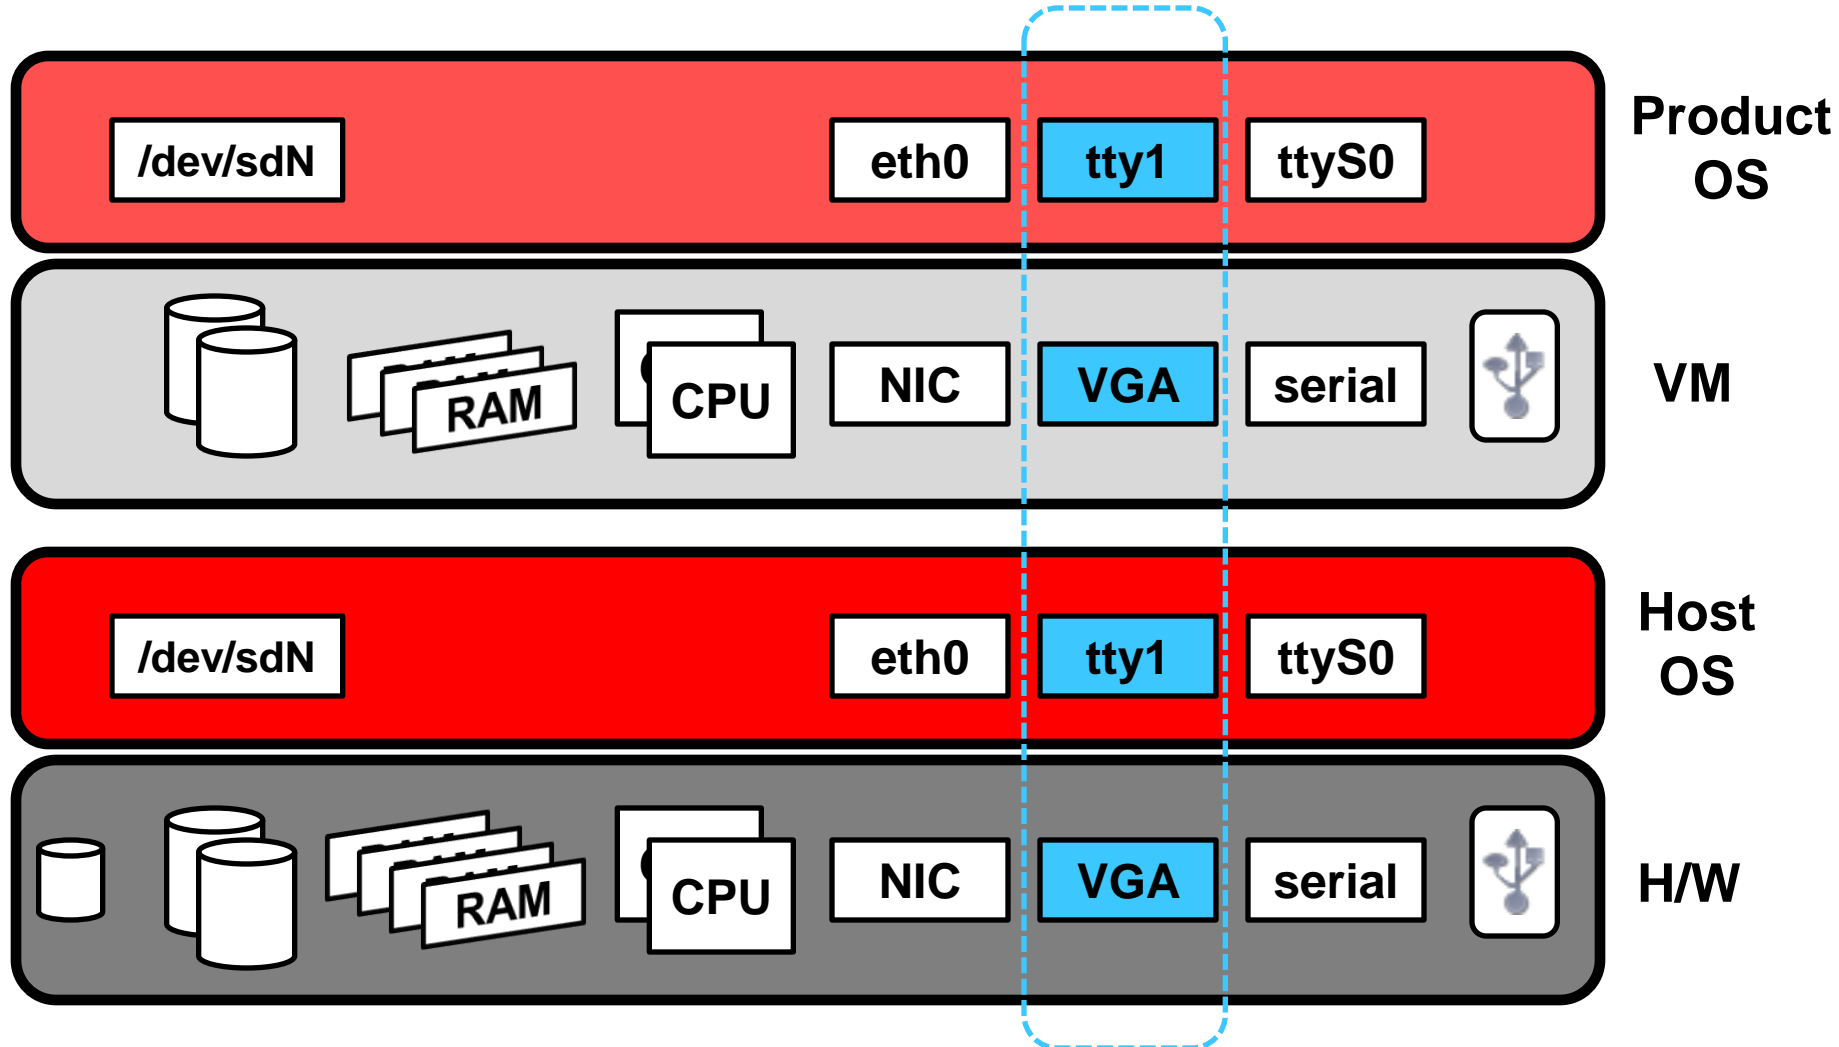 /dev/sdN
eth0
tty1
ttyS0
Product
OS
RAM
CPU
NIC
VGA
serial
VM
/dev/sdN
eth0
tty1
ttyS0
Host
OS
RAM
CPU
NIC
VGA
serial
H/W